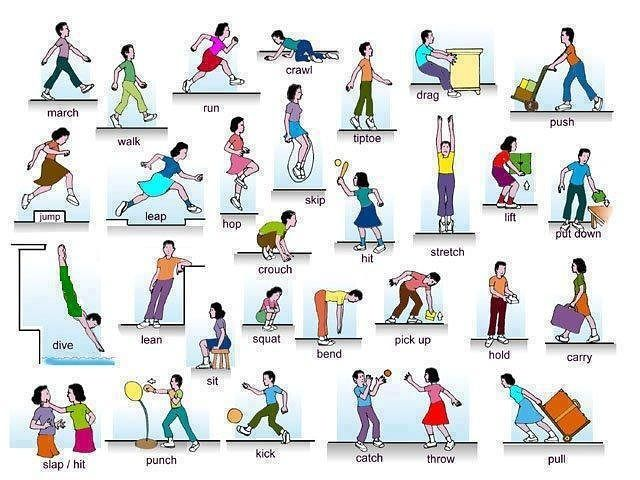 march
walk
run
crawl
tiptoe
drag
push
jump
leap
hop
skip
hit
stretch
lift
put down
crouch
dive
lean
sit
squat
bend
pick up
hold
carry
slap / hit
punch
kick
catch
throw
pull